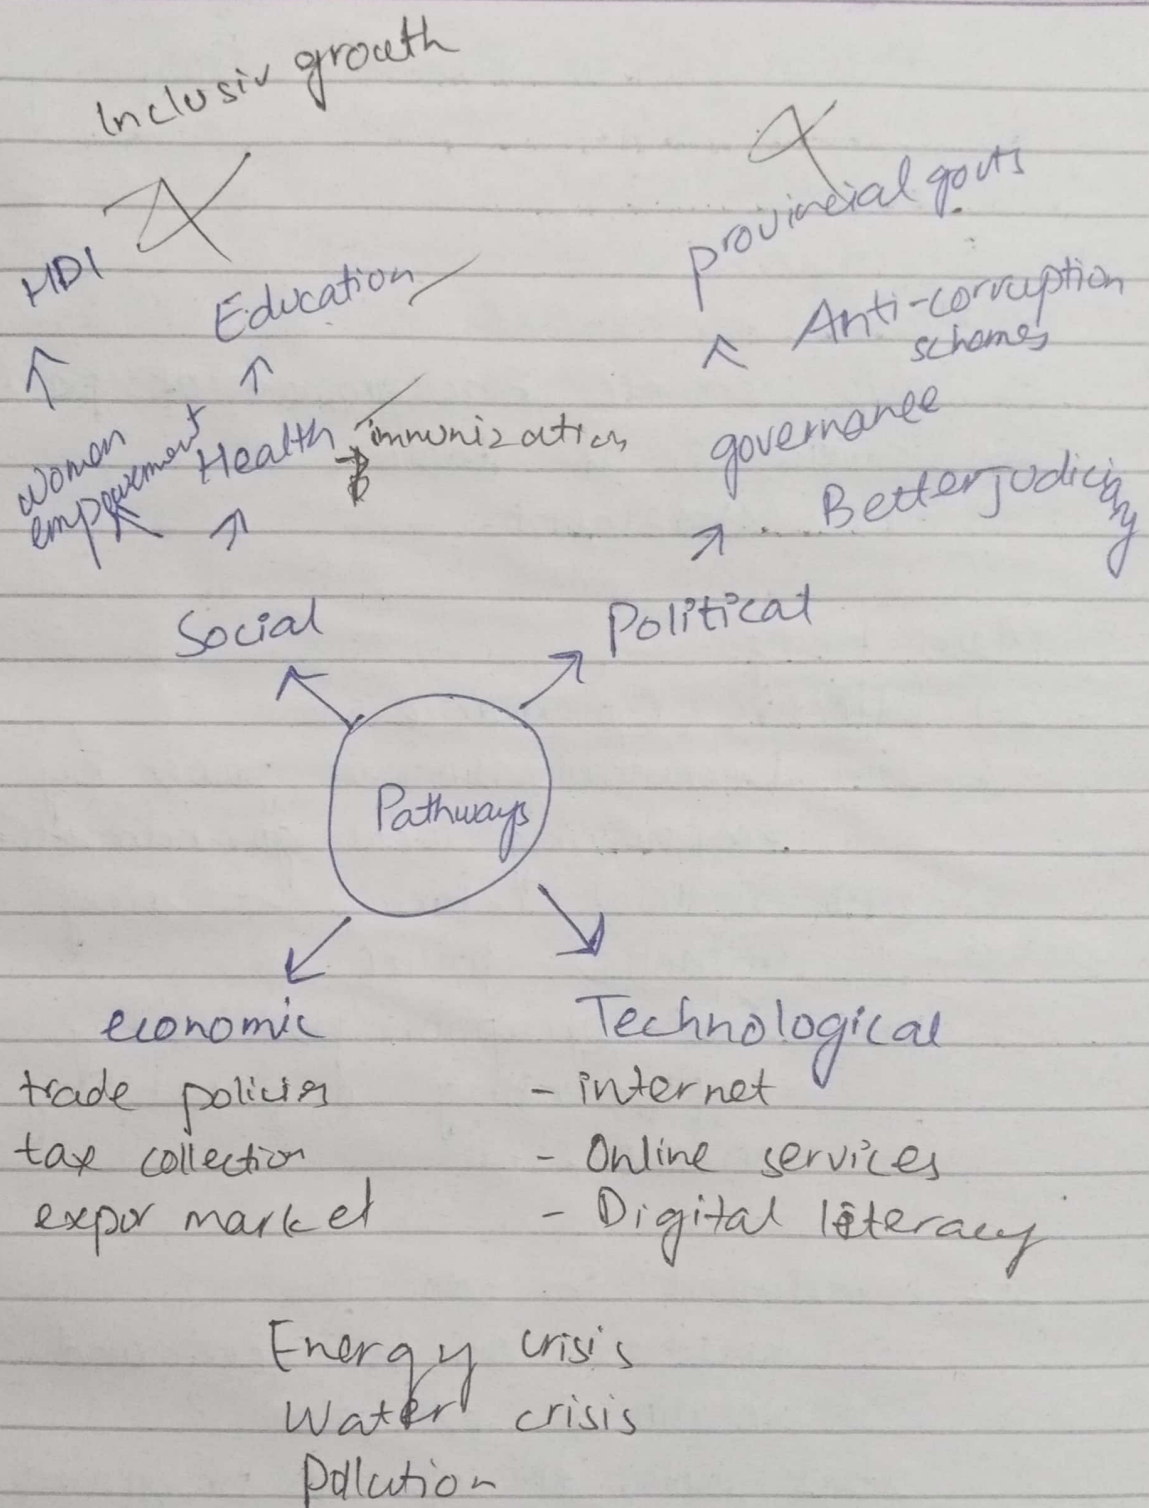 Inclusiv growth
provincial govts
HDI
Education
Anti-corruption
schemes
governance
women
empowerment
Health
immunization
Better judiciary
Social
Political
Pathways
economic
Technological
trade policies
- internet
tax collection
- Online services
expor market
- Digital literacy
Energy crisis
Water crisis
Pollution